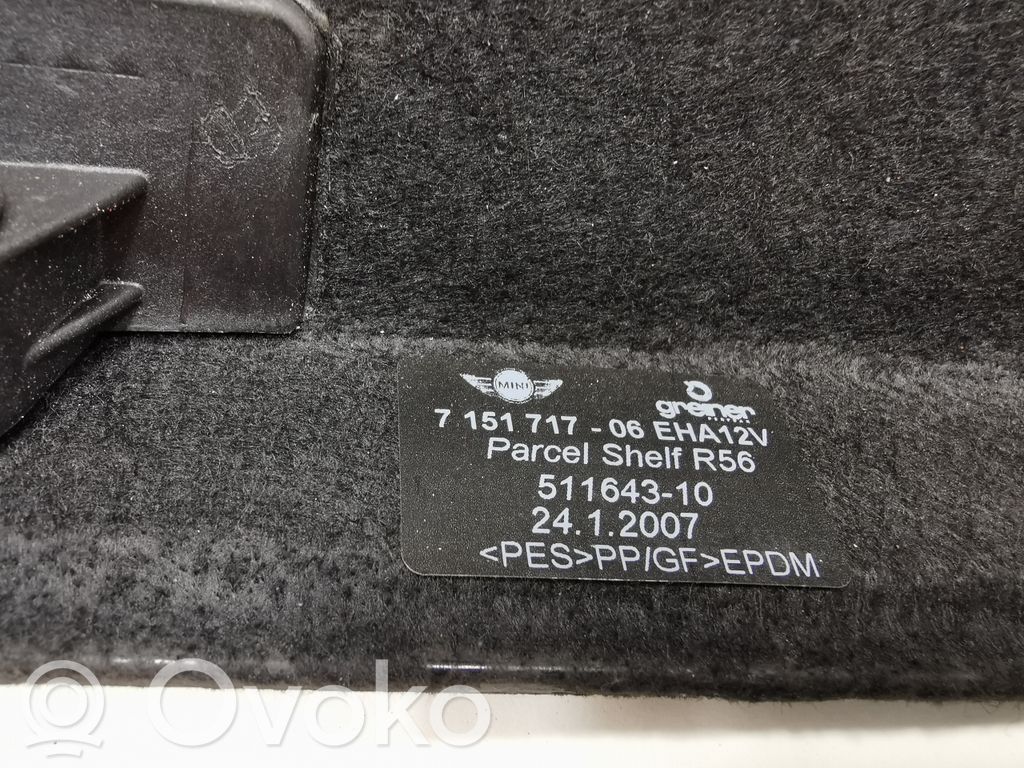 MINI
greiner
7 151 717 - 06 EHA12V
Parcel Shelf R56
511643-10
24.1.2007
<PES>PP/GF>EPDM
Ovoko